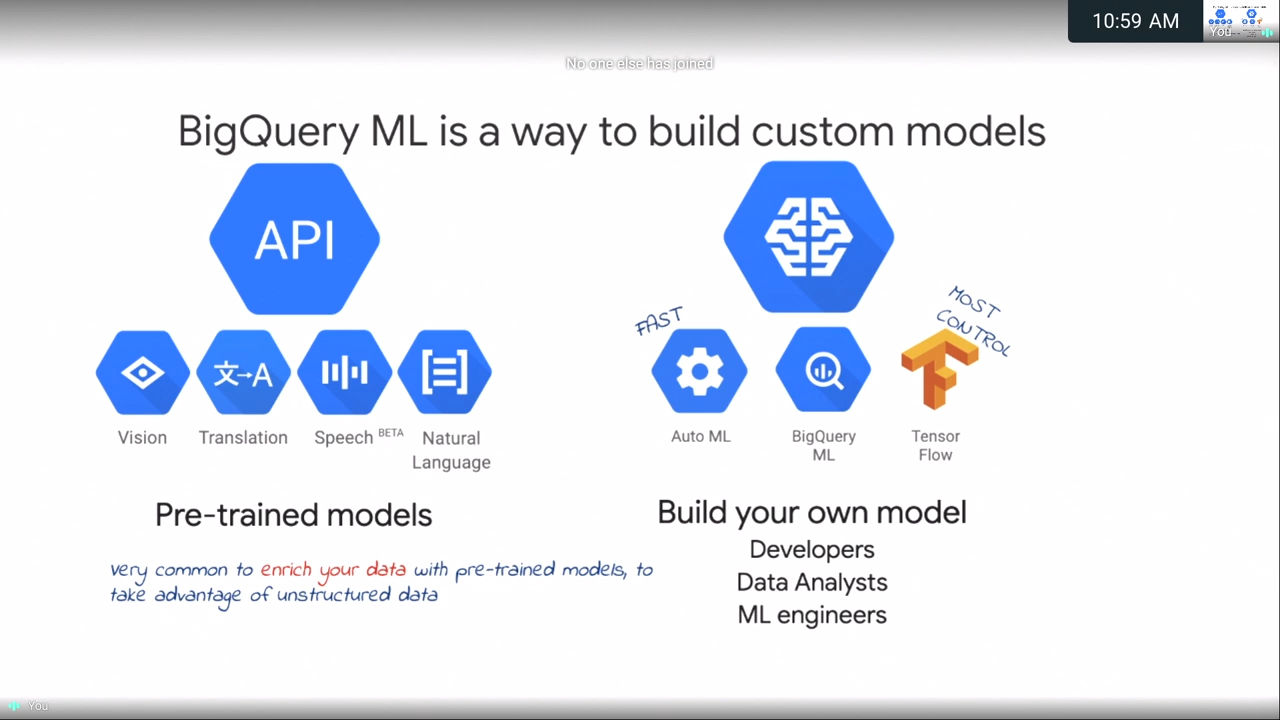 10:59 AM
You
No one else has joined
BigQuery ML is a way to build custom models
API
FAST
MOST
CONTROL
文→A
Vision
Translation
Speech BETA
Natural
Language
Auto ML
BigQuery
ML
Tensor
Flow
Pre-trained models
Build your own model
very common to enrich your data with pre-trained models, to
take advantage of unstructured data
Developers
Data Analysts
ML engineers
You